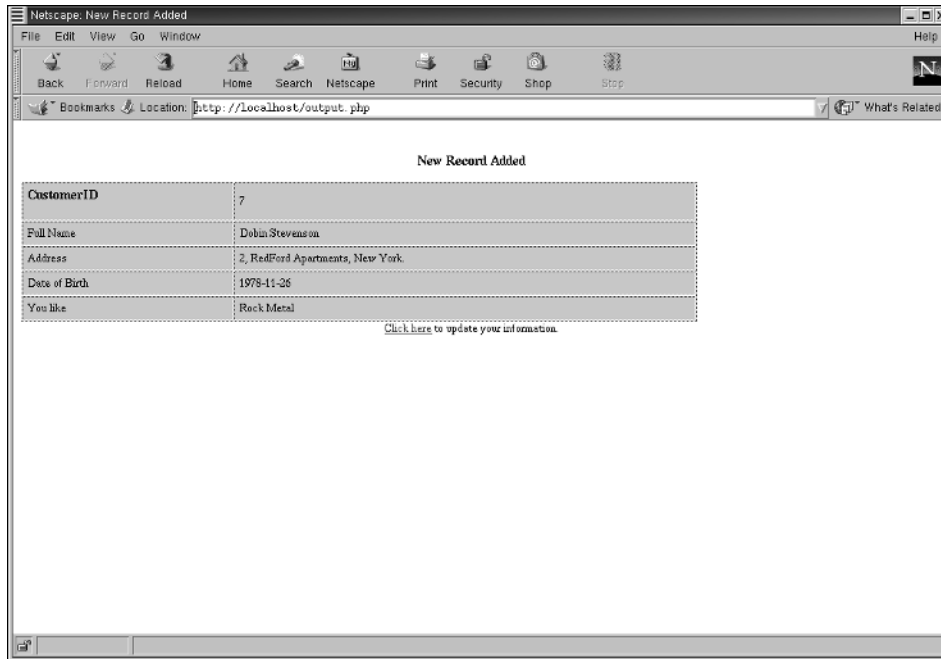 Netscape: New Record Added
File Edit View Go Window Help
Back Forward Reload Home Search Netscape Print Security Shop Stop
N
Bookmarks Location: http://localhost/output.php What's Related
New Record Added
CustomerID 7
Full Name Dobin Stevenson
Address 2, RedFord Apartments, New York.
Date of Birth 1978-11-26
You like Rock Metal
Click here to update your information.